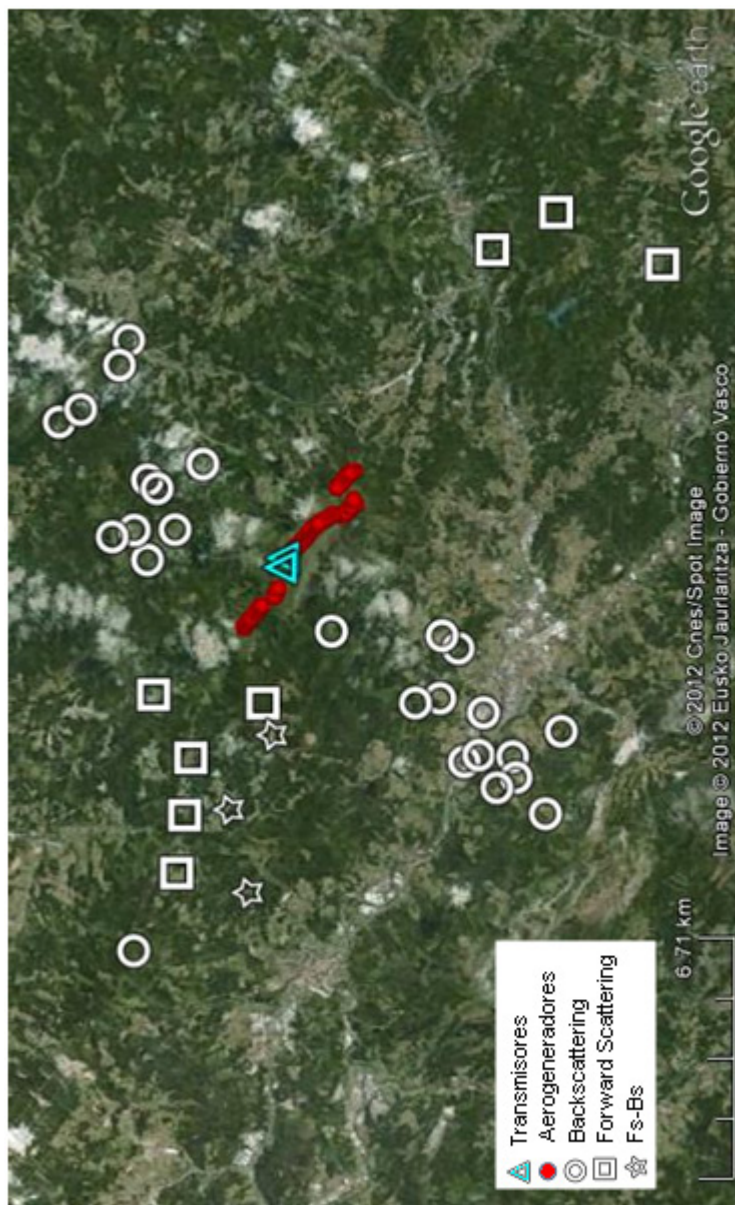 Transmisores
Aerogeneradores
Backscattering
Forward Scattering
Fs-Bs
6.71 km
© 2012 Cnes/Spot Image
Image © 2012 Eusko Jaurlaritza - Gobierno Vasco
Google earth